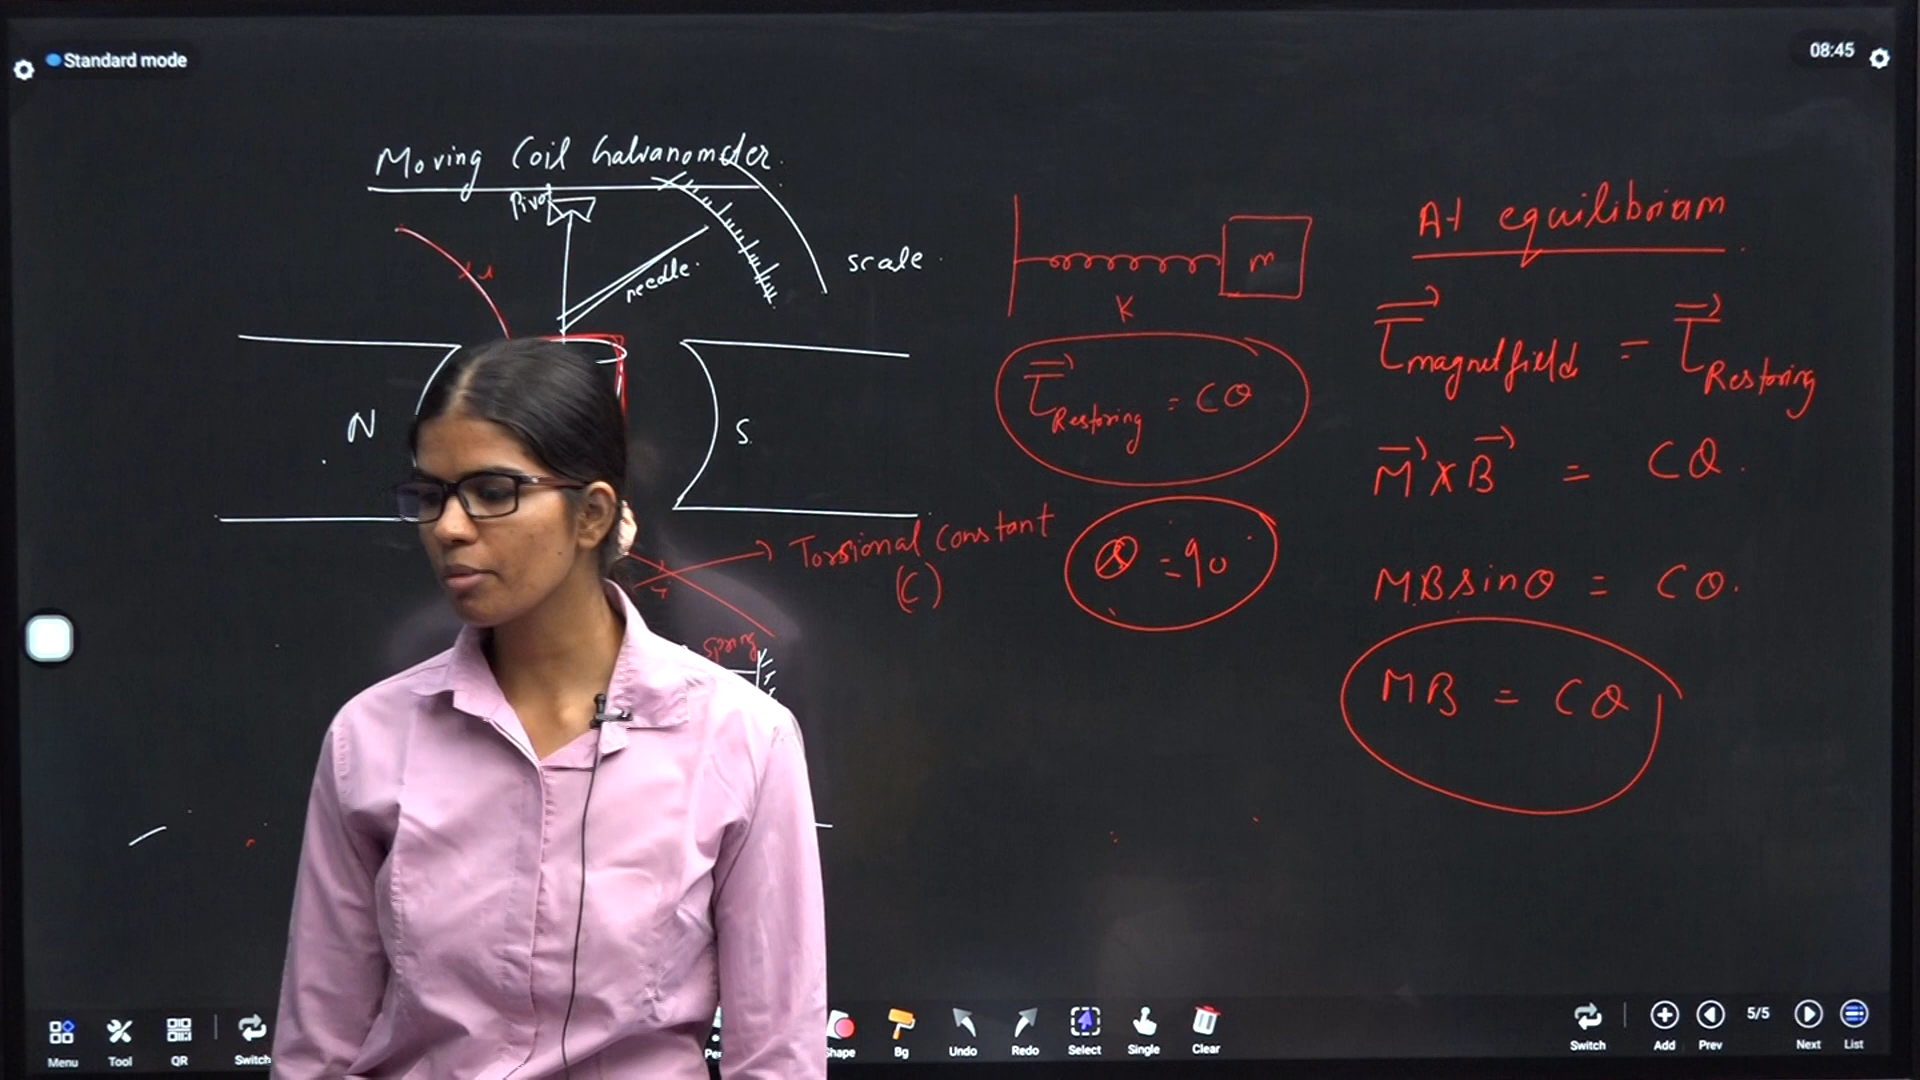 Standard mode
08:45
Moving Coil Galvanometer.
Pivot
needle.
scale.
N
S.
Torsional Constant
(C)
Spring
K
m
τ⃗ Restoring = Cθ
θ = 90
At equilibrium
τ⃗ magnetfield = τ⃗ Restoring
M⃗ × B⃗ = Cθ.
MBsinθ = Cθ.
MB = Cθ
Menu
Tool
QR
Switch
Bg
Undo
Redo
Select
Single
Clear
Switch
Add
Prev
5/5
Next
List